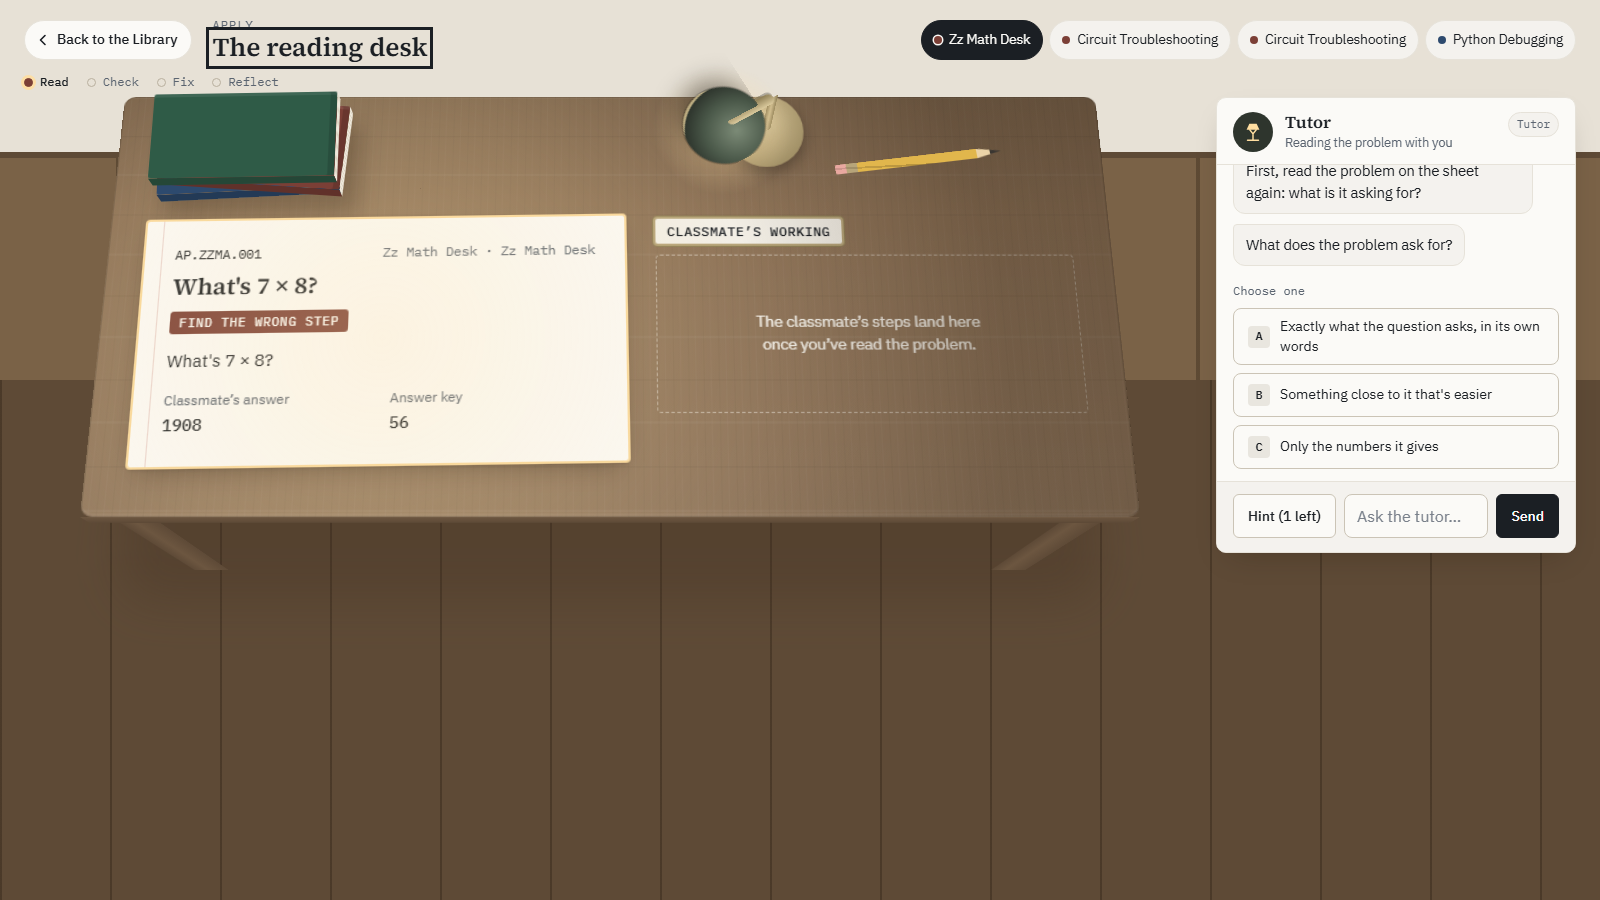 Back to the Library
APPLY
The reading desk
Zz Math Desk
Circuit Troubleshooting
Circuit Troubleshooting
Python Debugging
Read
Check
Fix
Reflect
AP.ZZMA.001
Zz Math Desk · Zz Math Desk
What's 7 × 8?
FIND THE WRONG STEP
What's 7 × 8?
Classmate’s answer
Answer key
1908
56
CLASSMATE’S WORKING
The classmate’s steps land here
once you’ve read the problem.
Tutor
Reading the problem with you
Tutor
First, read the problem on the sheet
again: what is it asking for?
What does the problem ask for?
Choose one
A
Exactly what the question asks, in its own
words
B
Something close to it that's easier
C
Only the numbers it gives
Hint (1 left)
Ask the tutor...
Send